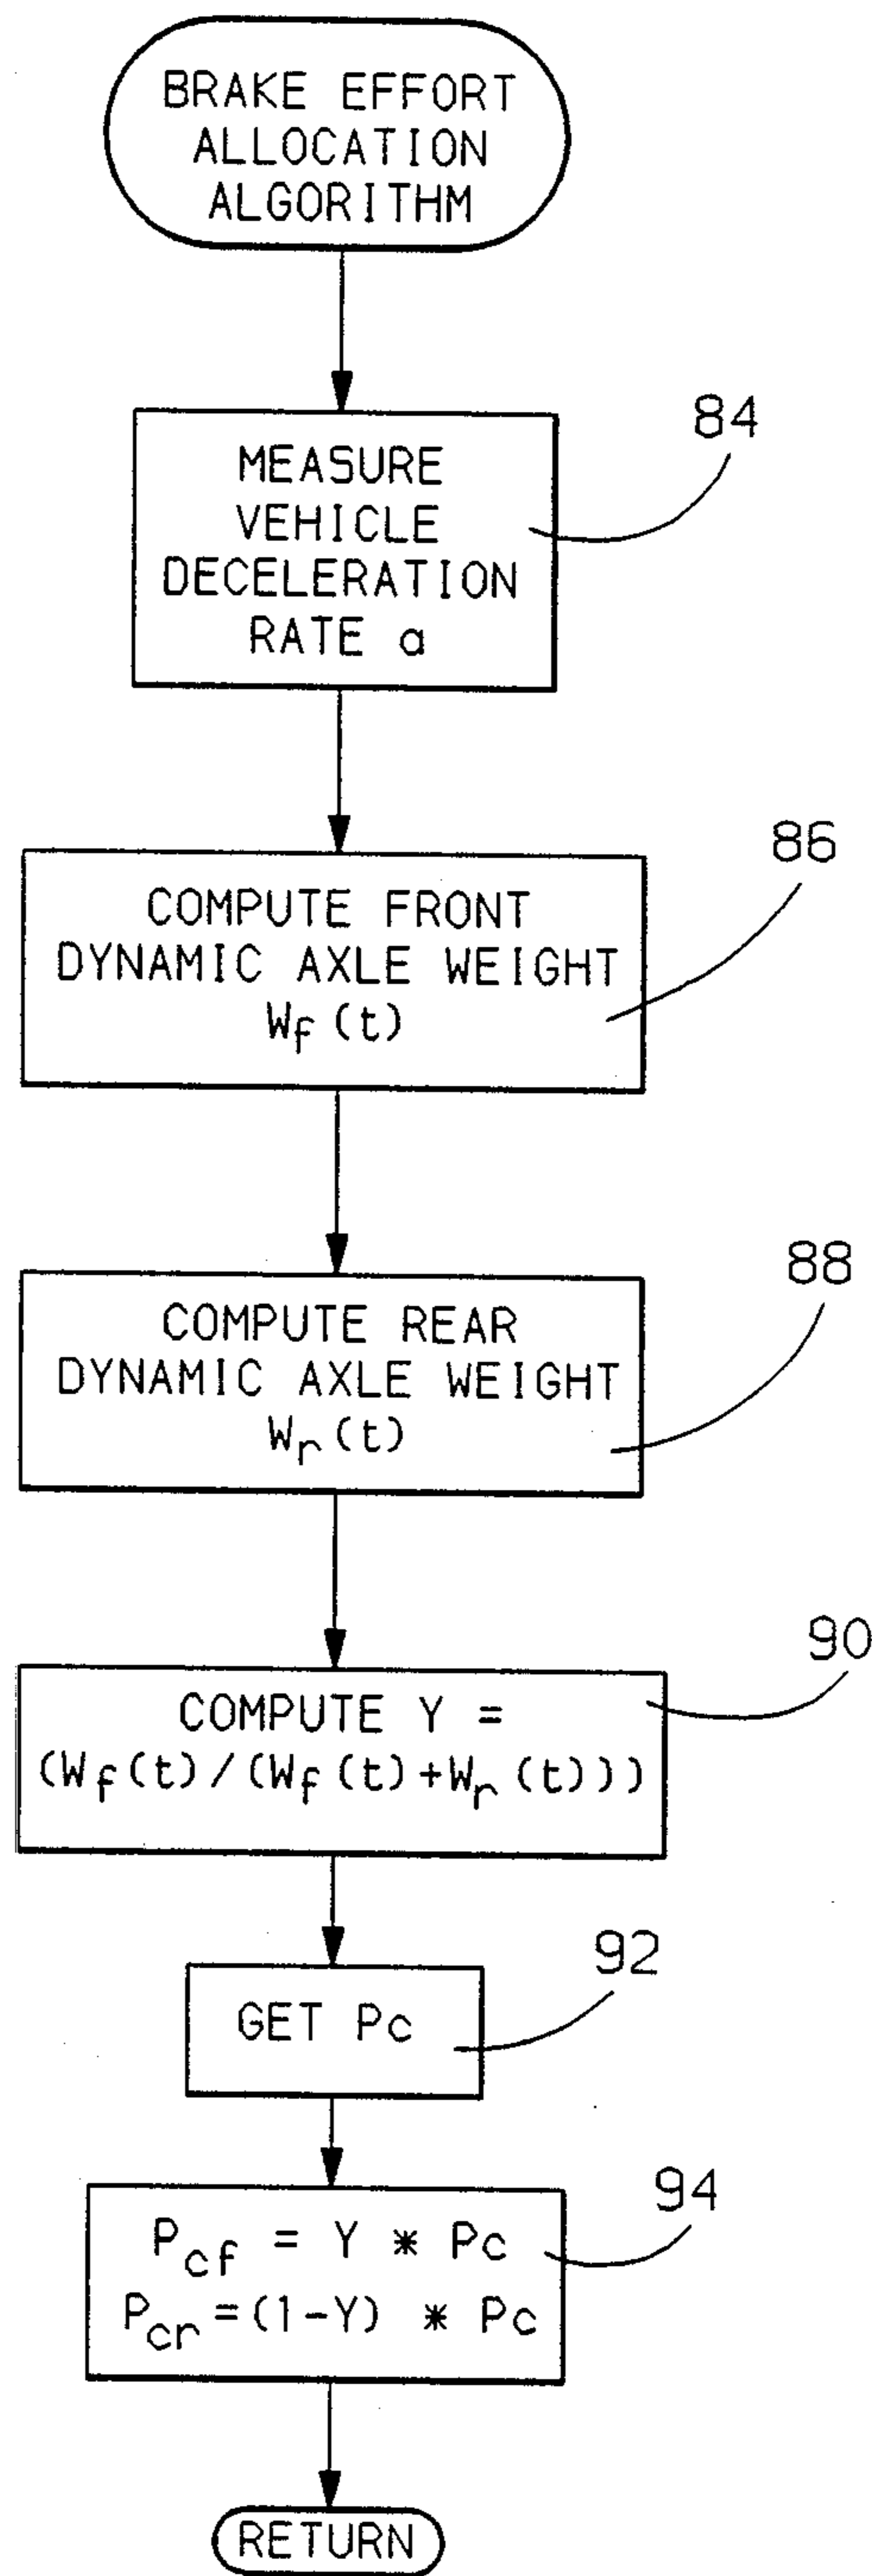 BRAKE EFFORT
ALLOCATION
ALGORITHM
84
MEASURE
VEHICLE
DECELERATION
RATE a
86
COMPUTE FRONT
DYNAMIC AXLE WEIGHT
Wf(t)
88
COMPUTE REAR
DYNAMIC AXLE WEIGHT
Wr(t)
90
COMPUTE Y =
(Wf(t)/(Wf(t)+Wr(t)))
92
GET Pc
94
Pcf = Y * Pc
Pcr=(1-Y) * Pc
RETURN